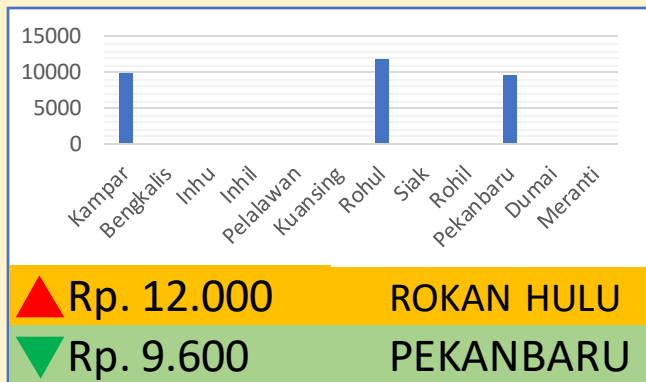 15000
10000
5000
0
Kampar
Bengkalis
Inhu
Inhil
Pelalawan
Kuansing
Rohul
Siak
Rohil
Pekanbaru
Dumai
Meranti
Rp. 12.000 ROKAN HULU
Rp. 9.600 PEKANBARU